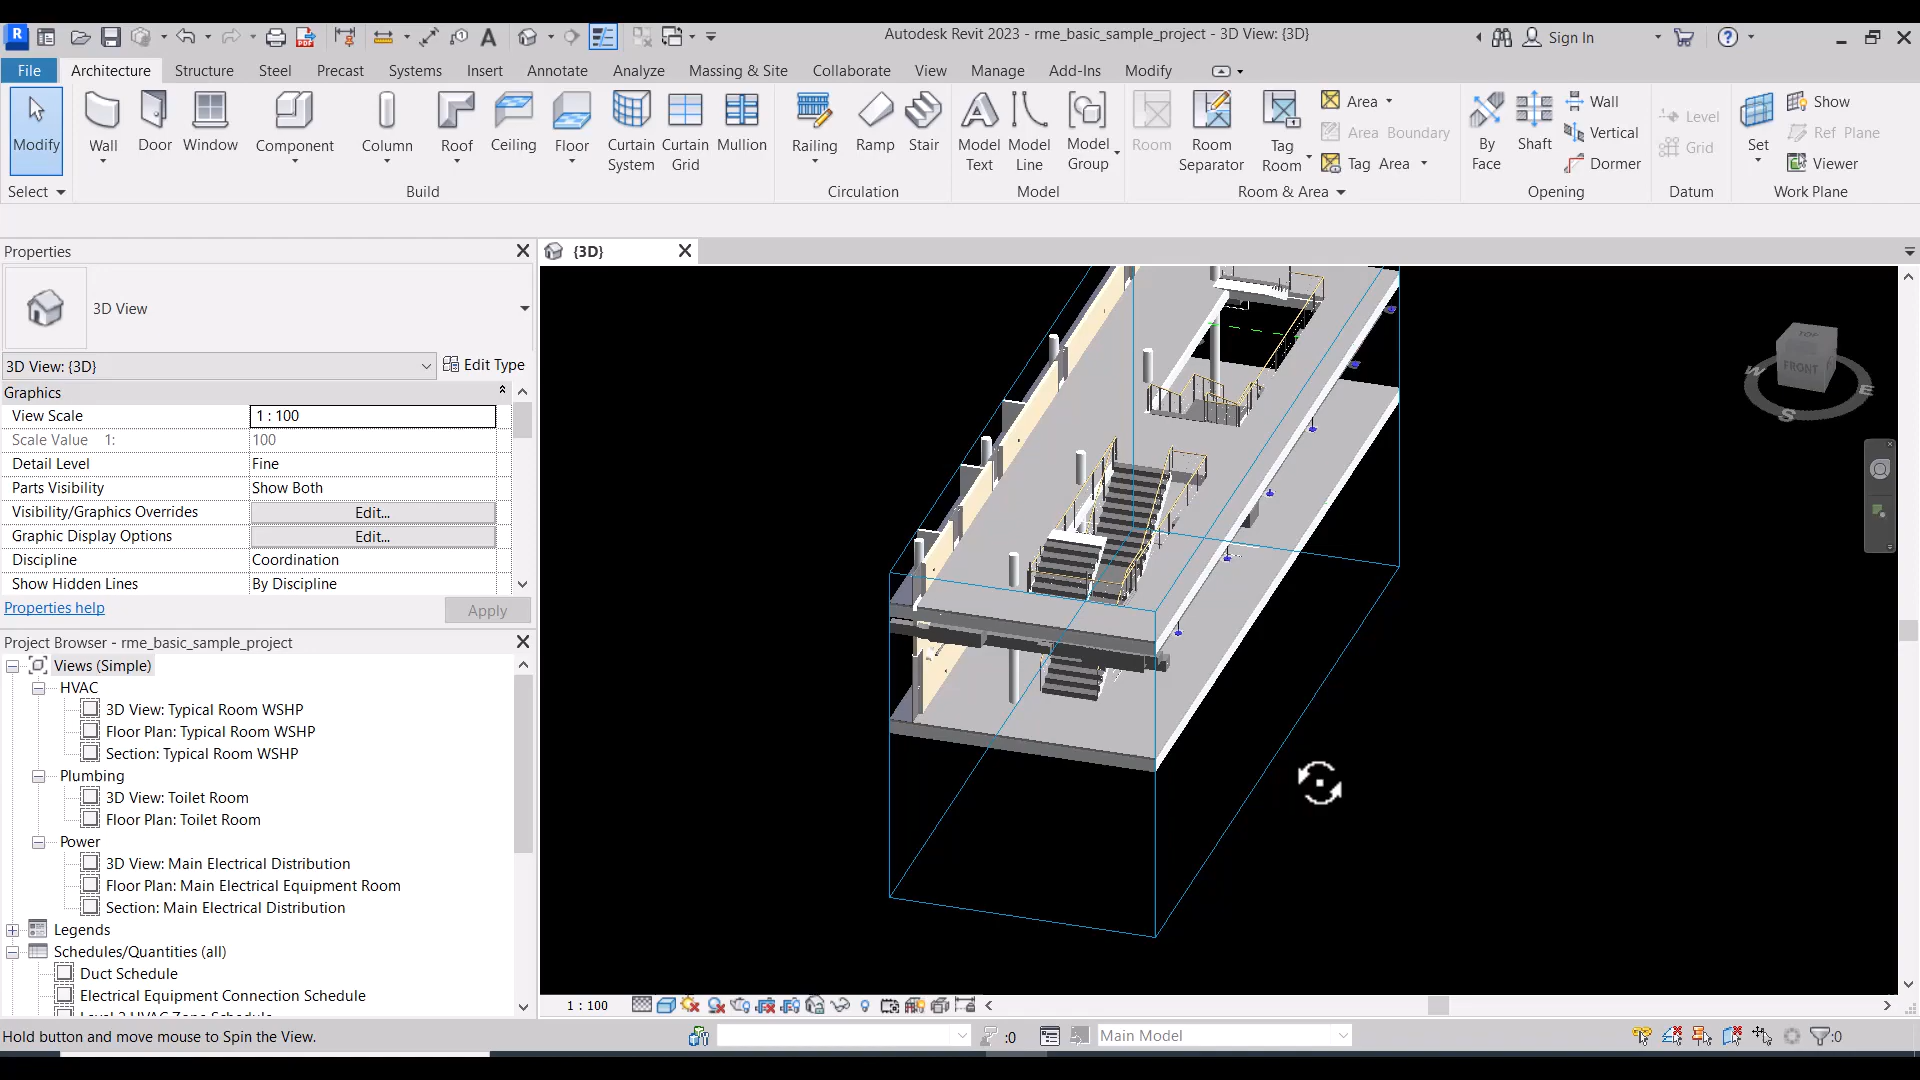 Autodesk Revit 2023 - rme_basic_sample_project - 3D View: {3D}
Sign In
File
Architecture
Structure
Steel
Precast
Systems
Insert
Annotate
Analyze
Massing & Site
Collaborate
View
Manage
Add-Ins
Modify
Modify
Wall
Door
Window
Component
Column
Roof
Ceiling
Floor
Curtain System
Curtain Grid
Mullion
Railing
Ramp
Stair
Model Text
Model Line
Model Group
Room
Room Separator
Tag Room
Area
Area Boundary
Tag Area
By Face
Shaft
Wall
Vertical
Dormer
Level
Grid
Set
Show
Ref Plane
Viewer
Select
Build
Circulation
Model
Room & Area
Opening
Datum
Work Plane
Properties
{3D}
3D View
3D View: {3D}
Edit Type
Graphics
View Scale
1 : 100
Scale Value 1:
100
Detail Level
Fine
Parts Visibility
Show Both
Visibility/Graphics Overrides
Edit...
Graphic Display Options
Edit...
Discipline
Coordination
Show Hidden Lines
By Discipline
Properties help
Apply
Project Browser - rme_basic_sample_project
Views (Simple)
HVAC
3D View: Typical Room WSHP
Floor Plan: Typical Room WSHP
Section: Typical Room WSHP
Plumbing
3D View: Toilet Room
Floor Plan: Toilet Room
Power
3D View: Main Electrical Distribution
Floor Plan: Main Electrical Equipment Room
Section: Main Electrical Distribution
Legends
Schedules/Quantities (all)
Duct Schedule
Electrical Equipment Connection Schedule
TOP
FRONT
W
E
S
1 : 100
Hold button and move mouse to Spin the View.
:0
Main Model
:0